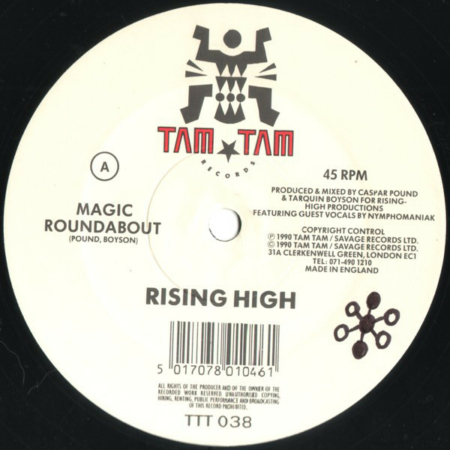 TAM TAM
RECORDS
A
45 RPM
MAGIC
ROUNDABOUT
(POUND, BOYSON)
PRODUCED & MIXED BY CASPAR POUND
& TARQUIN BOYSON FOR RISING-
HIGH PRODUCTIONS
FEATURING GUEST VOCALS BY NYMPHOMANIAK
COPYRIGHT CONTROL
℗ 1990 TAM TAM / SAVAGE RECORDS LTD.
© 1990 TAM TAM / SAVAGE RECORDS LTD.
31A CLERKENWELL GREEN, LONDON EC1
TEL: 071-490 1210
MADE IN ENGLAND
RISING HIGH
5 017078 010461
ALL RIGHTS OF THE PRODUCER AND OF THE OWNER OF THE
RECORDED WORK RESERVED UNAUTHORISED COPYING,
HIRING, RENTING, PUBLIC PERFORMANCE AND BROADCASTING
OF THIS RECORD PROHIBITED.
TTT 038